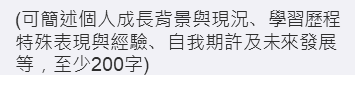 (可簡述個人成長背景與現況、學習歷程
特殊表現與經驗、自我期許及未來發展
等，至少200字)